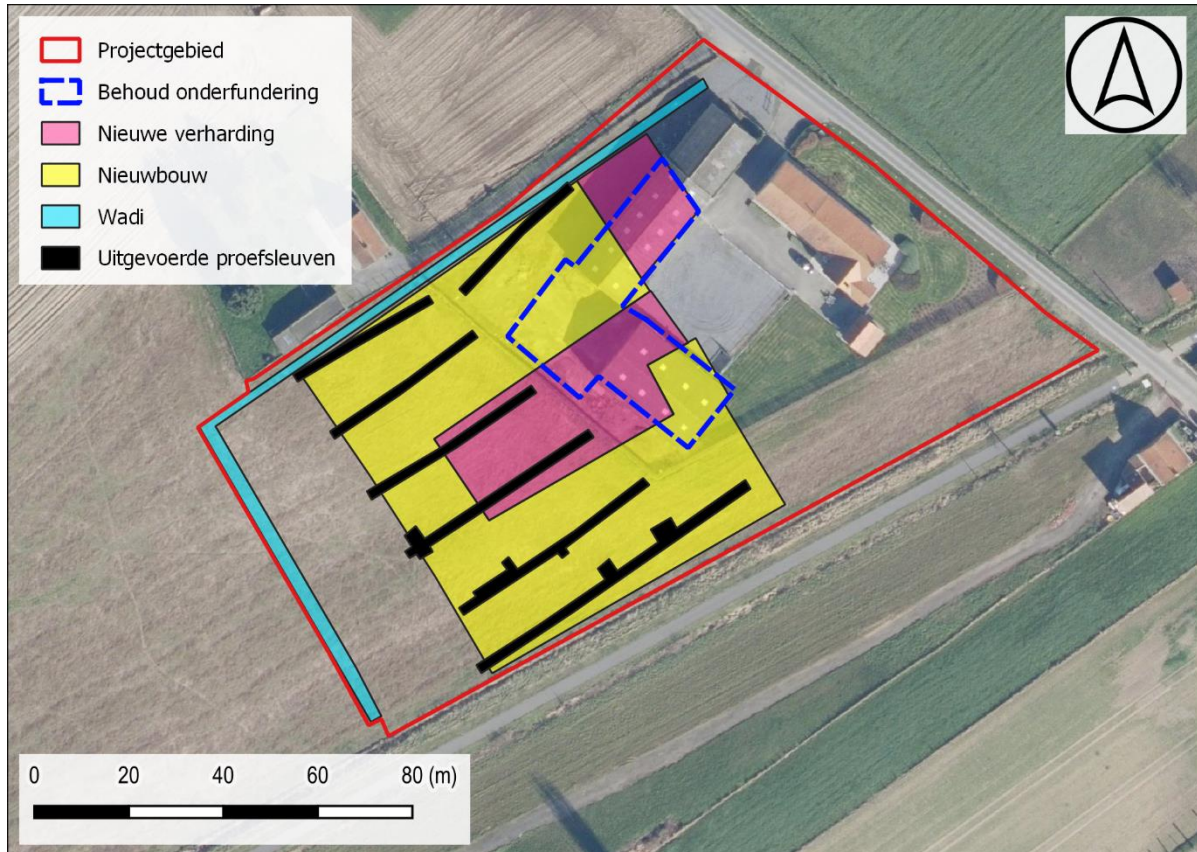 Projectgebied
Behoud onderfundering
Nieuwe verharding
Nieuwbouw
Wadi
Uitgevoerde proefsleuven
0 20 40 60 80 (m)